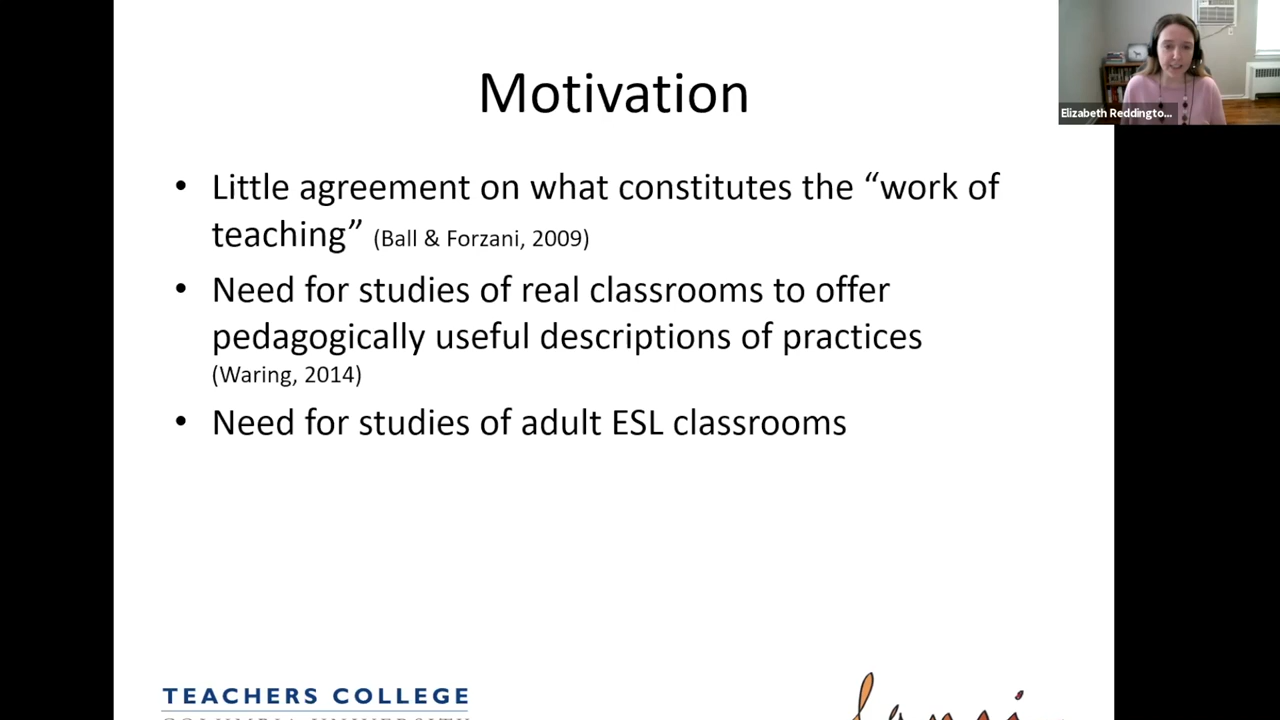 Motivation
Elizabeth Reddingto...
• Little agreement on what constitutes the “work of
teaching” (Ball & Forzani, 2009)
• Need for studies of real classrooms to offer
pedagogically useful descriptions of practices
(Waring, 2014)
• Need for studies of adult ESL classrooms
TEACHERS COLLEGE
COLUMBIA UNIVERSITY